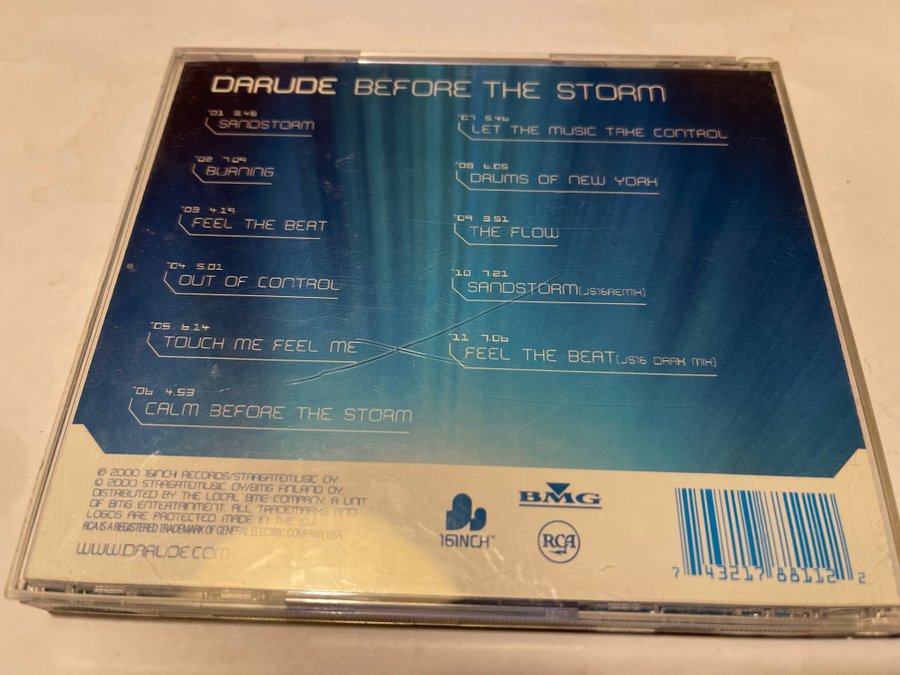 DARUDE BEFORE THE STORM
01 3.45
SANDSTORM
02 7.09
BURNING
03 4.19
FEEL THE BEAT
04 5.01
OUT OF CONTROL
05 6.14
TOUCH ME FEEL ME
06 4.53
CALM BEFORE THE STORM
07 5.46
LET THE MUSIC TAKE CONTROL
08 6.05
DRUMS OF NEW YORK
09 3.51
THE FLOW
10 7.21
SANDSTORM(JS16REMIX)
11 7.06
FEEL THE BEAT(JS16 DARK MIX)
℗ 2000 16INCH RECORDS/STARGATEMUSIC OY.
© 2000 STARGATEMUSIC OY/BMG FINLAND OY
DISTRIBUTED BY THE LOCAL BMG COMPANY. A UNIT
OF BMG ENTERTAINMENT. ALL TRADEMARKS AND
LOGOS ARE PROTECTED. MADE IN THE EU.
RCA IS A REGISTERED TRADEMARK OF GENERAL ELECTRIC COMPANY, USA.
WWW.DARUDE.COM
16INCH™
BMG
RCA
7 43217 88112 2